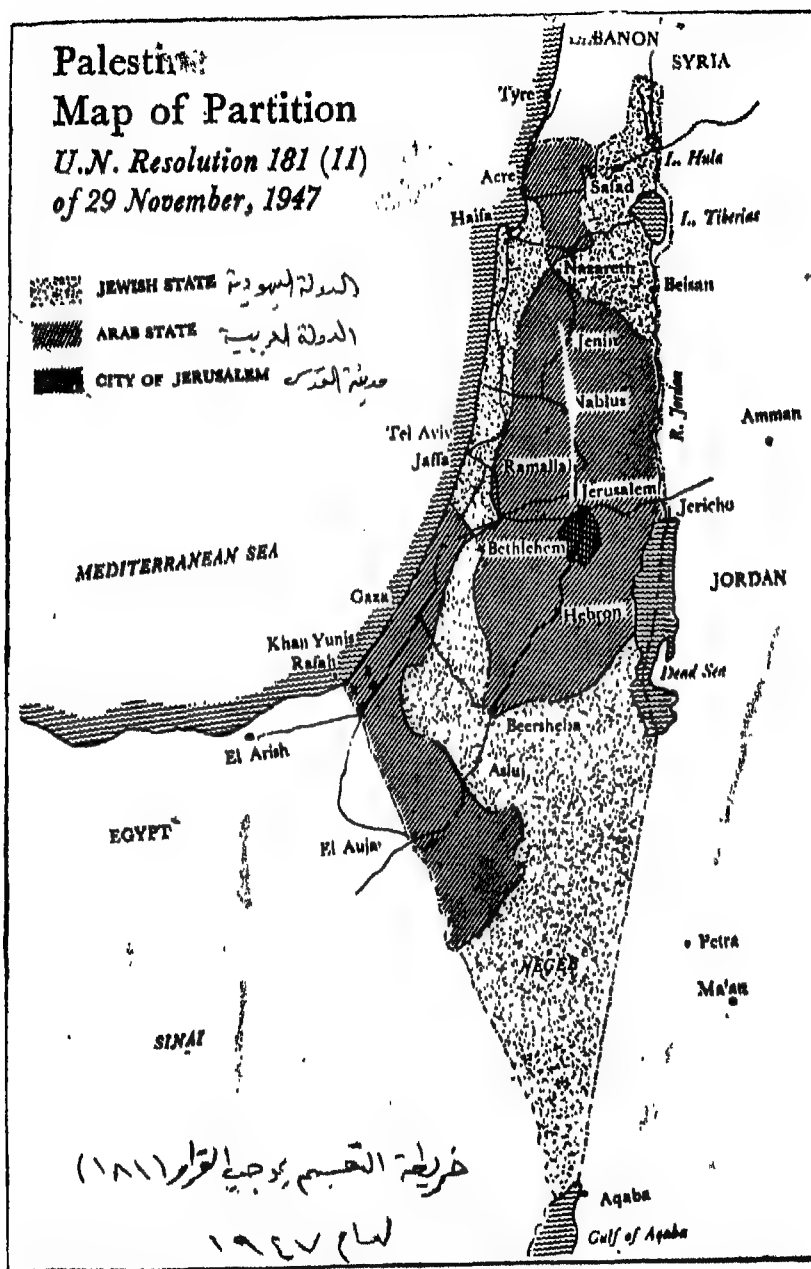 Palestine
Map of Partition
U.N. Resolution 181 (11)
of 29 November, 1947
JEWISH STATE الدولة اليهودية
ARAB STATE الدولة العربية
CITY OF JERUSALEM مدينة القدس
LEBANON
SYRIA
Tyre
L. Hula
Acre
Safad
Haifa
L. Tiberias
Nazareth
Beisan
Jenin
Nablus
R. Jordan
Amman
Tel Aviv
Jaffa
Ramallah
Jerusalem
Jericho
Bethlehem
MEDITERRANEAN SEA
JORDAN
Gaza
Hebron
Khan Yunis
Rafah
Dead Sea
Beersheba
El Arish
Asluj
EGYPT
El Auja
NEGEB
Petra
Ma'an
SINAI
خريطة التقسيم بموجب القرار (١٨١)
لعام ١٩٤٧
Aqaba
Gulf of Aqaba